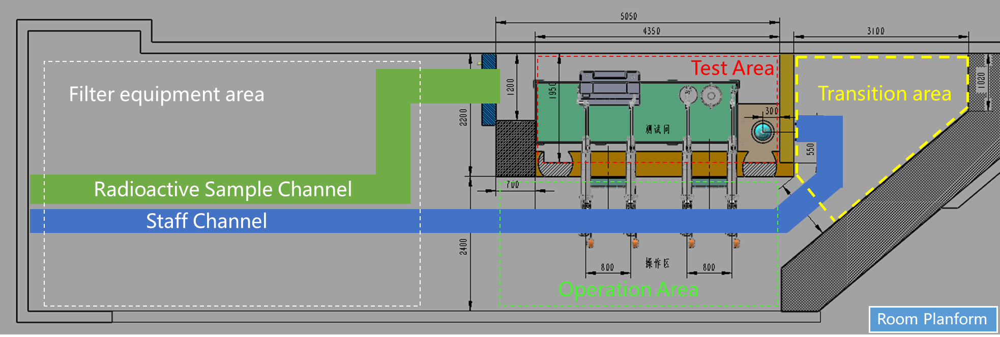 5050
4350
3100
Test Area
Filter equipment area
Transition area
1200
1950
1020
2200
300
测试间
550
Radioactive Sample Channel
700
Staff Channel
2400
操作区
800
800
Operation Area
Room Planform